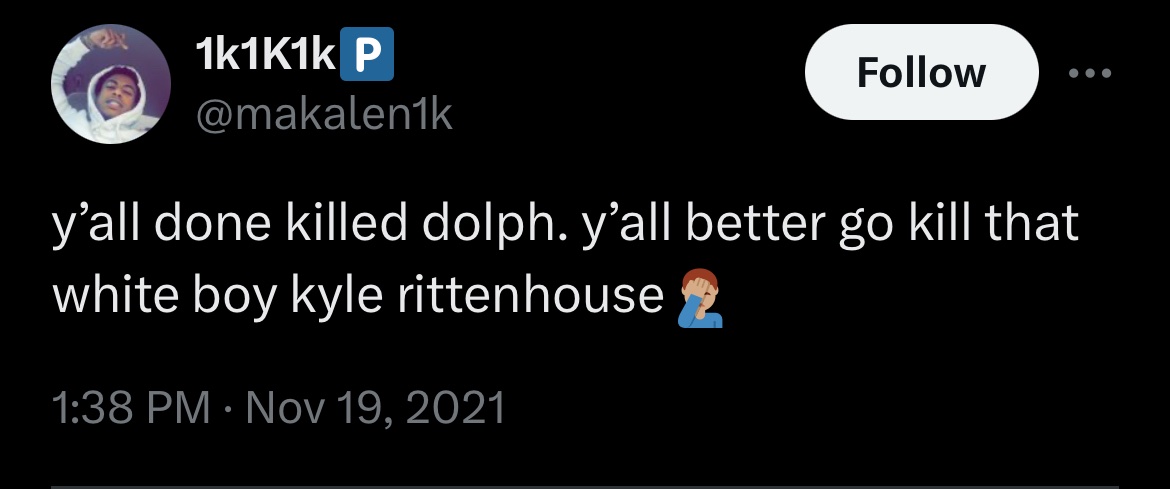 1k1K1k🅿️
@makalen1k
Follow
y’all done killed dolph. y’all better go kill that
white boy kyle rittenhouse 🤦🏽‍♂️
1:38 PM · Nov 19, 2021